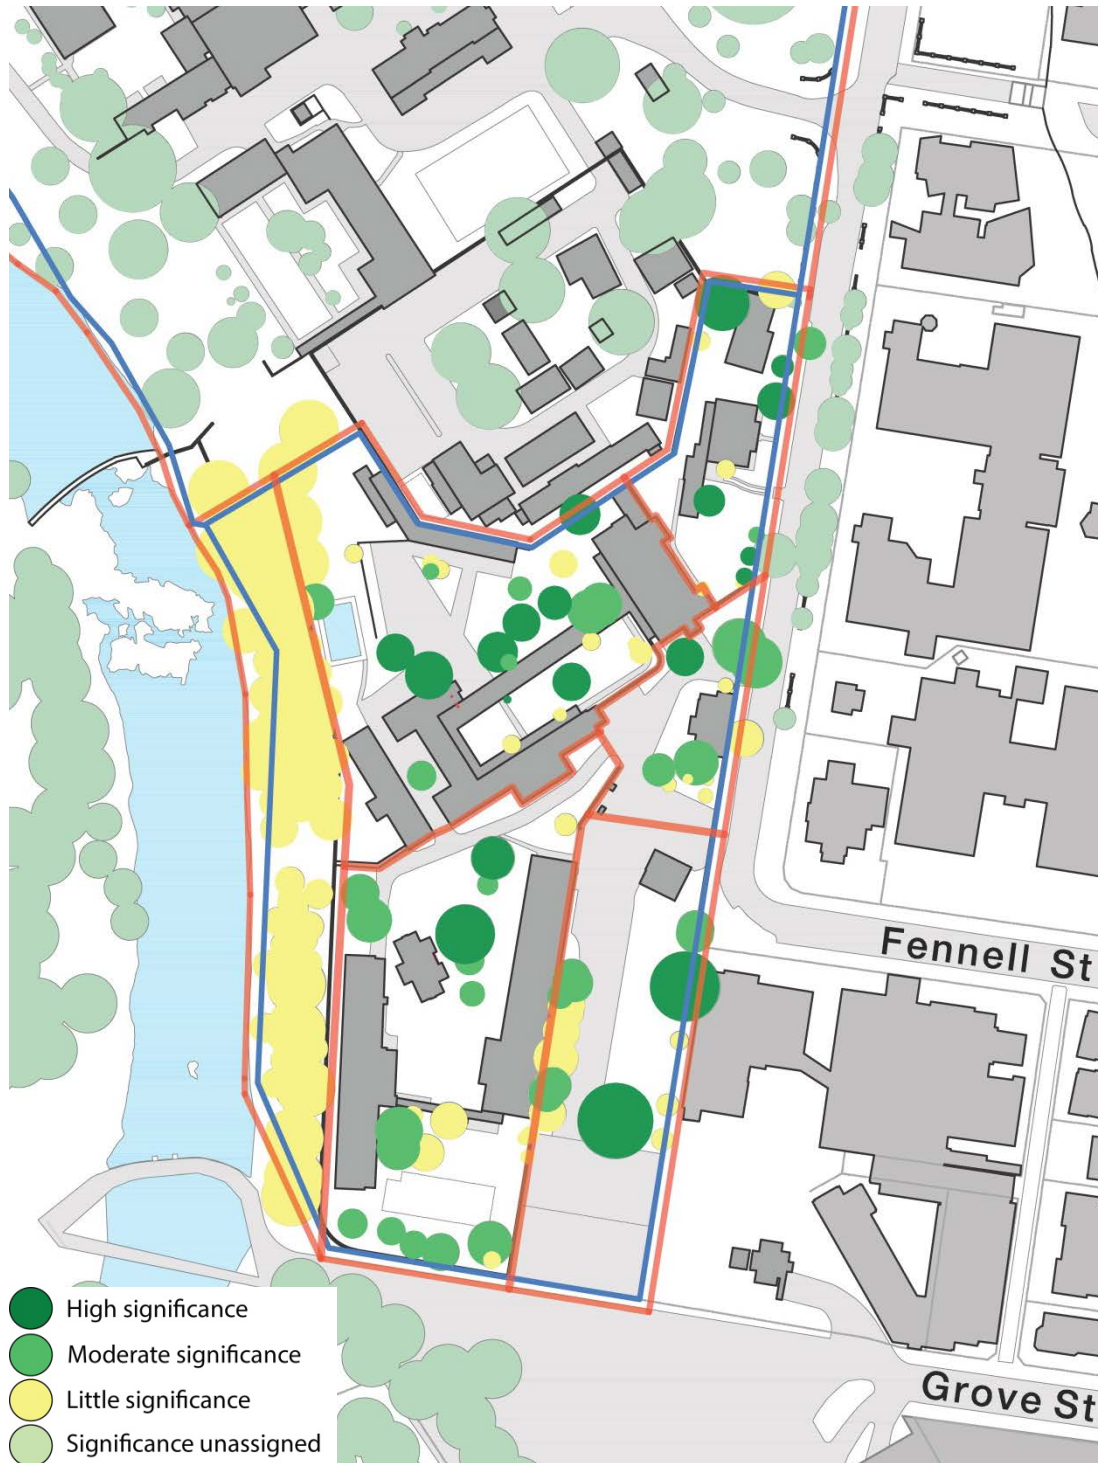 Fennell St
High significance
Moderate significance
Little significance
Significance unassigned
Grove St